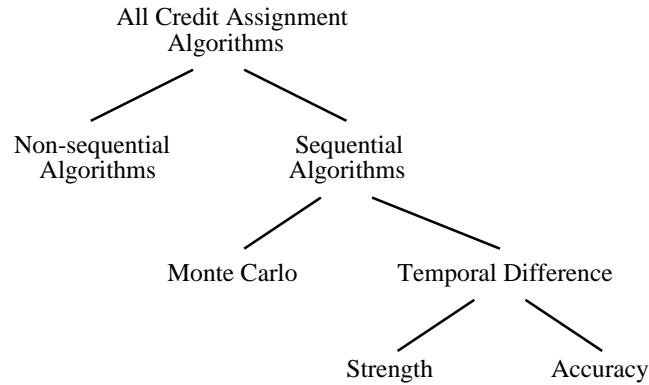 All Credit Assignment
Algorithms
Non-sequential
Algorithms
Sequential
Algorithms
Monte Carlo
Temporal Difference
Strength
Accuracy